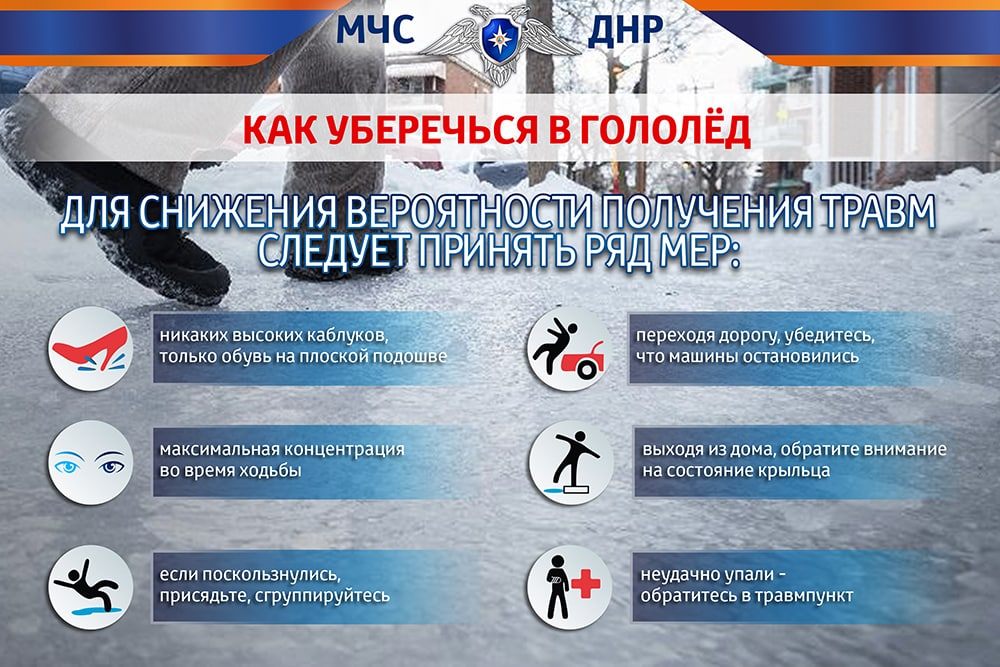 МЧС ДНР
КАК УБЕРЕЧЬСЯ В ГОЛОЛЁД
ДЛЯ СНИЖЕНИЯ ВЕРОЯТНОСТИ ПОЛУЧЕНИЯ ТРАВМ
СЛЕДУЕТ ПРИНЯТЬ РЯД МЕР:
никаких высоких каблуков,
только обувь на плоской подошве
переходя дорогу, убедитесь,
что машины остановились
максимальная концентрация
во время ходьбы
выходя из дома, обратите внимание
на состояние крыльца
если поскользнулись,
присядьте, сгруппируйтесь
неудачно упали -
обратитесь в травмпункт